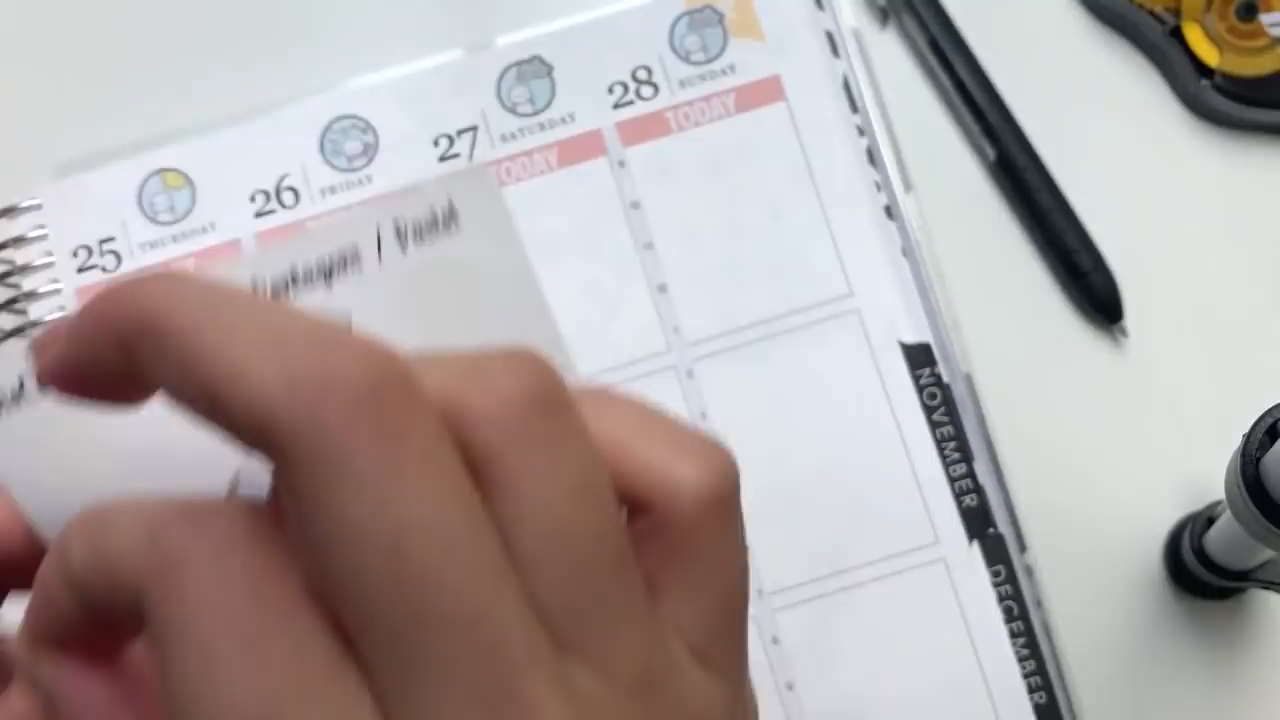 25 THURSDAY
26 FRIDAY
27 SATURDAY
28 SUNDAY
TODAY
TODAY
NOVEMBER
DECEMBER